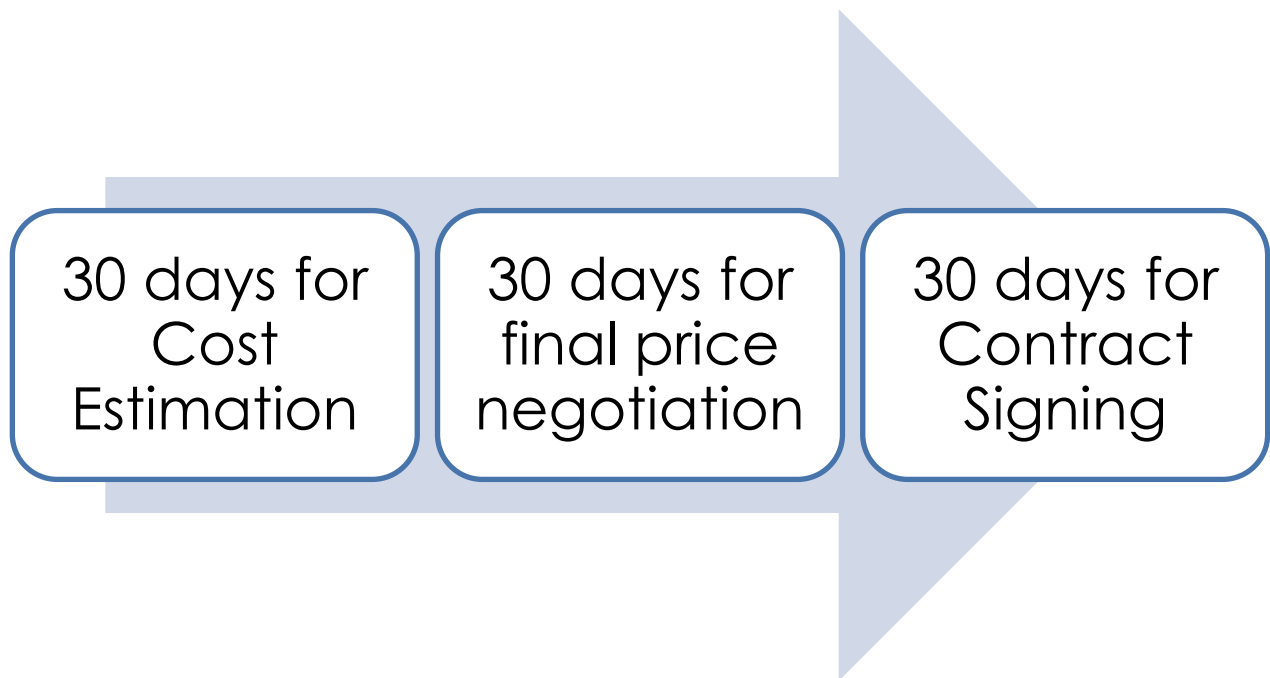 30 days for
Cost
Estimation
30 days for
final price
negotiation
30 days for
Contract
Signing